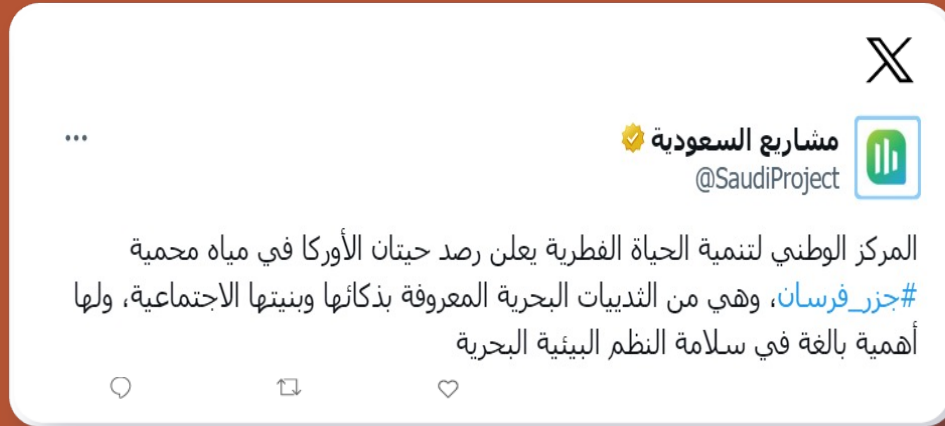 مشاريع السعودية
@SaudiProject
المركز الوطني لتنمية الحياة الفطرية يعلن رصد حيتان الأوركا في مياه محمية
#جزر_فرسان، وهي من الثدييات البحرية المعروفة بذكائها وبنيتها الاجتماعية، ولها
أهمية بالغة في سلامة النظم البيئية البحرية